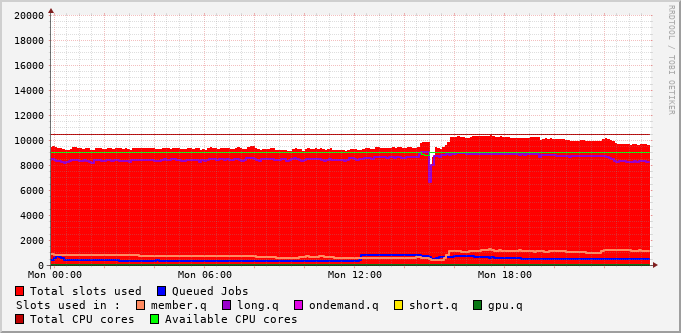 20000
18000
16000
14000
12000
10000
8000
6000
4000
2000
0
Mon 00:00 Mon 06:00 Mon 12:00 Mon 18:00
Total slots used Queued Jobs
Slots used in : member.q long.q ondemand.q short.q gpu.q
Total CPU cores Available CPU cores
RRDTOOL / TOBI OETIKER